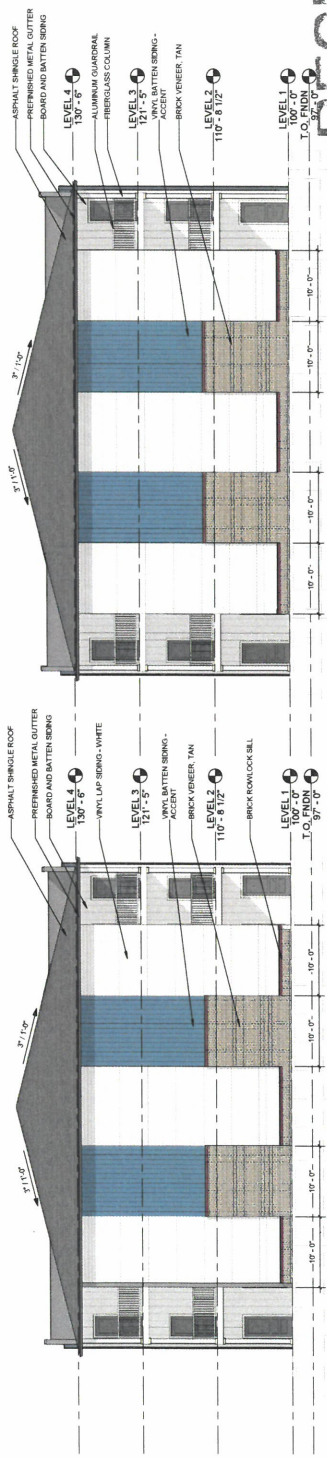 ASPHALT SHINGLE ROOF
PREFINISHED METAL GUTTER
BOARD AND BATTEN SIDING
LEVEL 4
130' - 6"
ALUMINUM GUARDRAIL
FIBERGLASS COLUMN
LEVEL 3
121' - 5"
VINYL BATTEN SIDING -
ACCENT
LEVEL 2
110' - 8 1/2"
BRICK VENEER, TAN
LEVEL 1
100' - 0"
T.O. FNDN
97' - 0"
3" / 1'-0"
3" / 1'-0"
10' - 0"
10' - 0"
10' - 0"
10' - 0"
ASPHALT SHINGLE ROOF
PREFINISHED METAL GUTTER
BOARD AND BATTEN SIDING
LEVEL 4
130' - 6"
VINYL LAP SIDING - WHITE
LEVEL 3
121' - 5"
VINYL BATTEN SIDING -
ACCENT
LEVEL 2
110' - 8 1/2"
BRICK VENEER, TAN
BRICK ROWLOCK SILL
LEVEL 1
100' - 0"
T.O. FNDN
97' - 0"
3" / 1'-0"
3" / 1'-0"
10' - 0"
10' - 0"
10' - 0"
10' - 0"